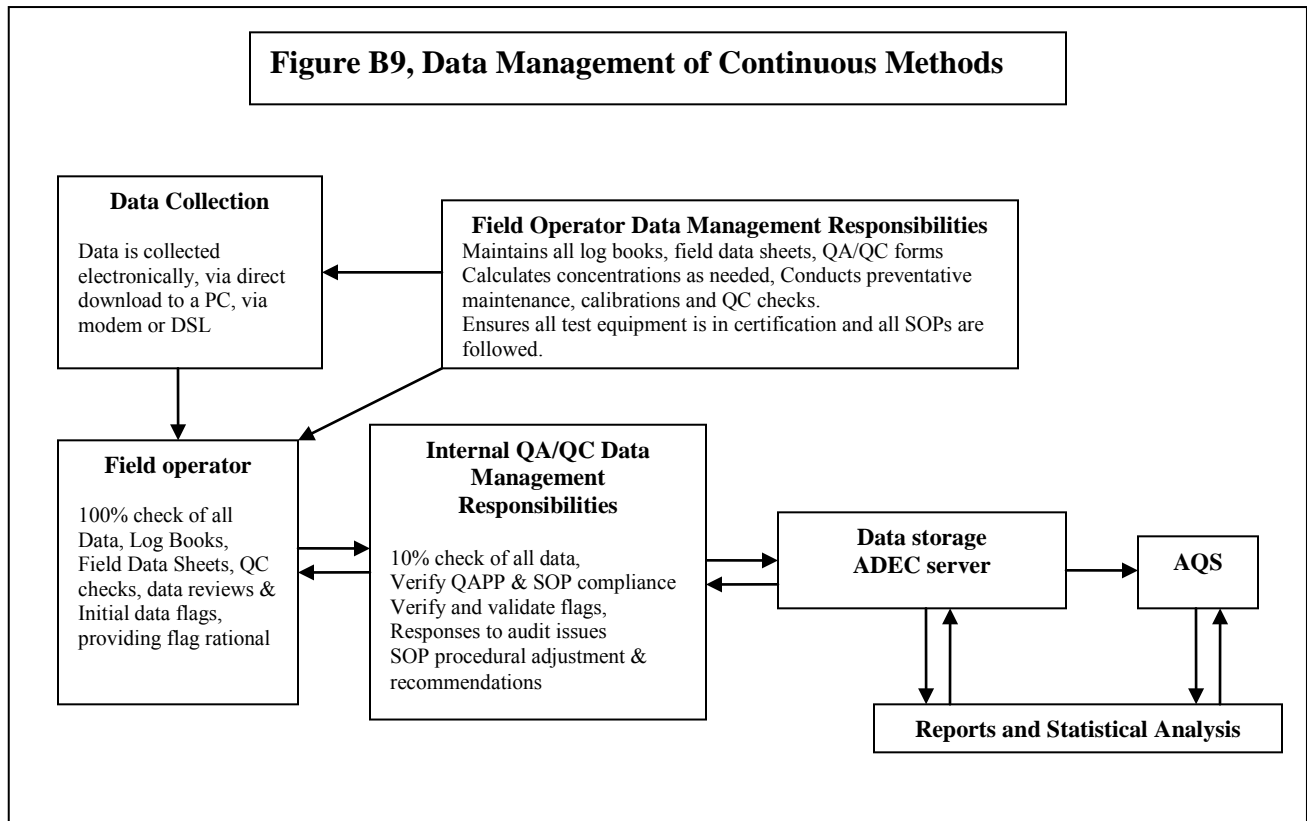 Figure B9, Data Management of Continuous Methods
Data Collection
Data is collected
electronically, via direct
download to a PC, via
modem or DSL
Field Operator Data Management Responsibilities
Maintains all log books, field data sheets, QA/QC forms
Calculates concentrations as needed, Conducts preventative
maintenance, calibrations and QC checks.
Ensures all test equipment is in certification and all SOPs are
followed.
Field operator
100% check of all
Data, Log Books,
Field Data Sheets, QC
checks, data reviews &
Initial data flags,
providing flag rational
Internal QA/QC Data
Management
Responsibilities
10% check of all data,
Verify QAPP & SOP compliance
Verify and validate flags,
Responses to audit issues
SOP procedural adjustment &
recommendations
Data storage
ADEC server
AQS
Reports and Statistical Analysis